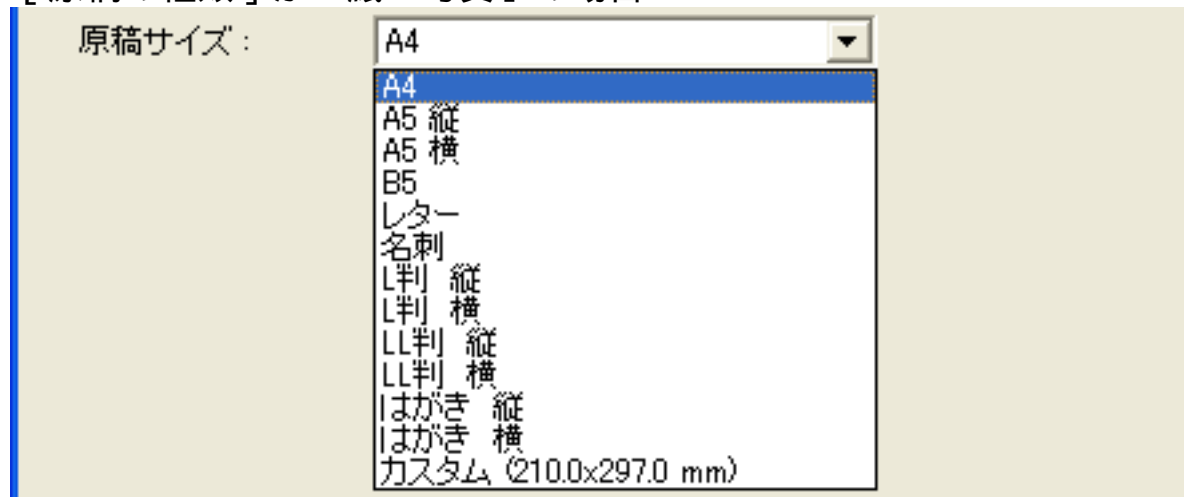 原稿サイズ： A4
A4
A5 縦
A5 横
B5
レター
名刺
L判 縦
L判 横
LL判 縦
LL判 横
はがき 縦
はがき 横
カスタム (210.0x297.0 mm)